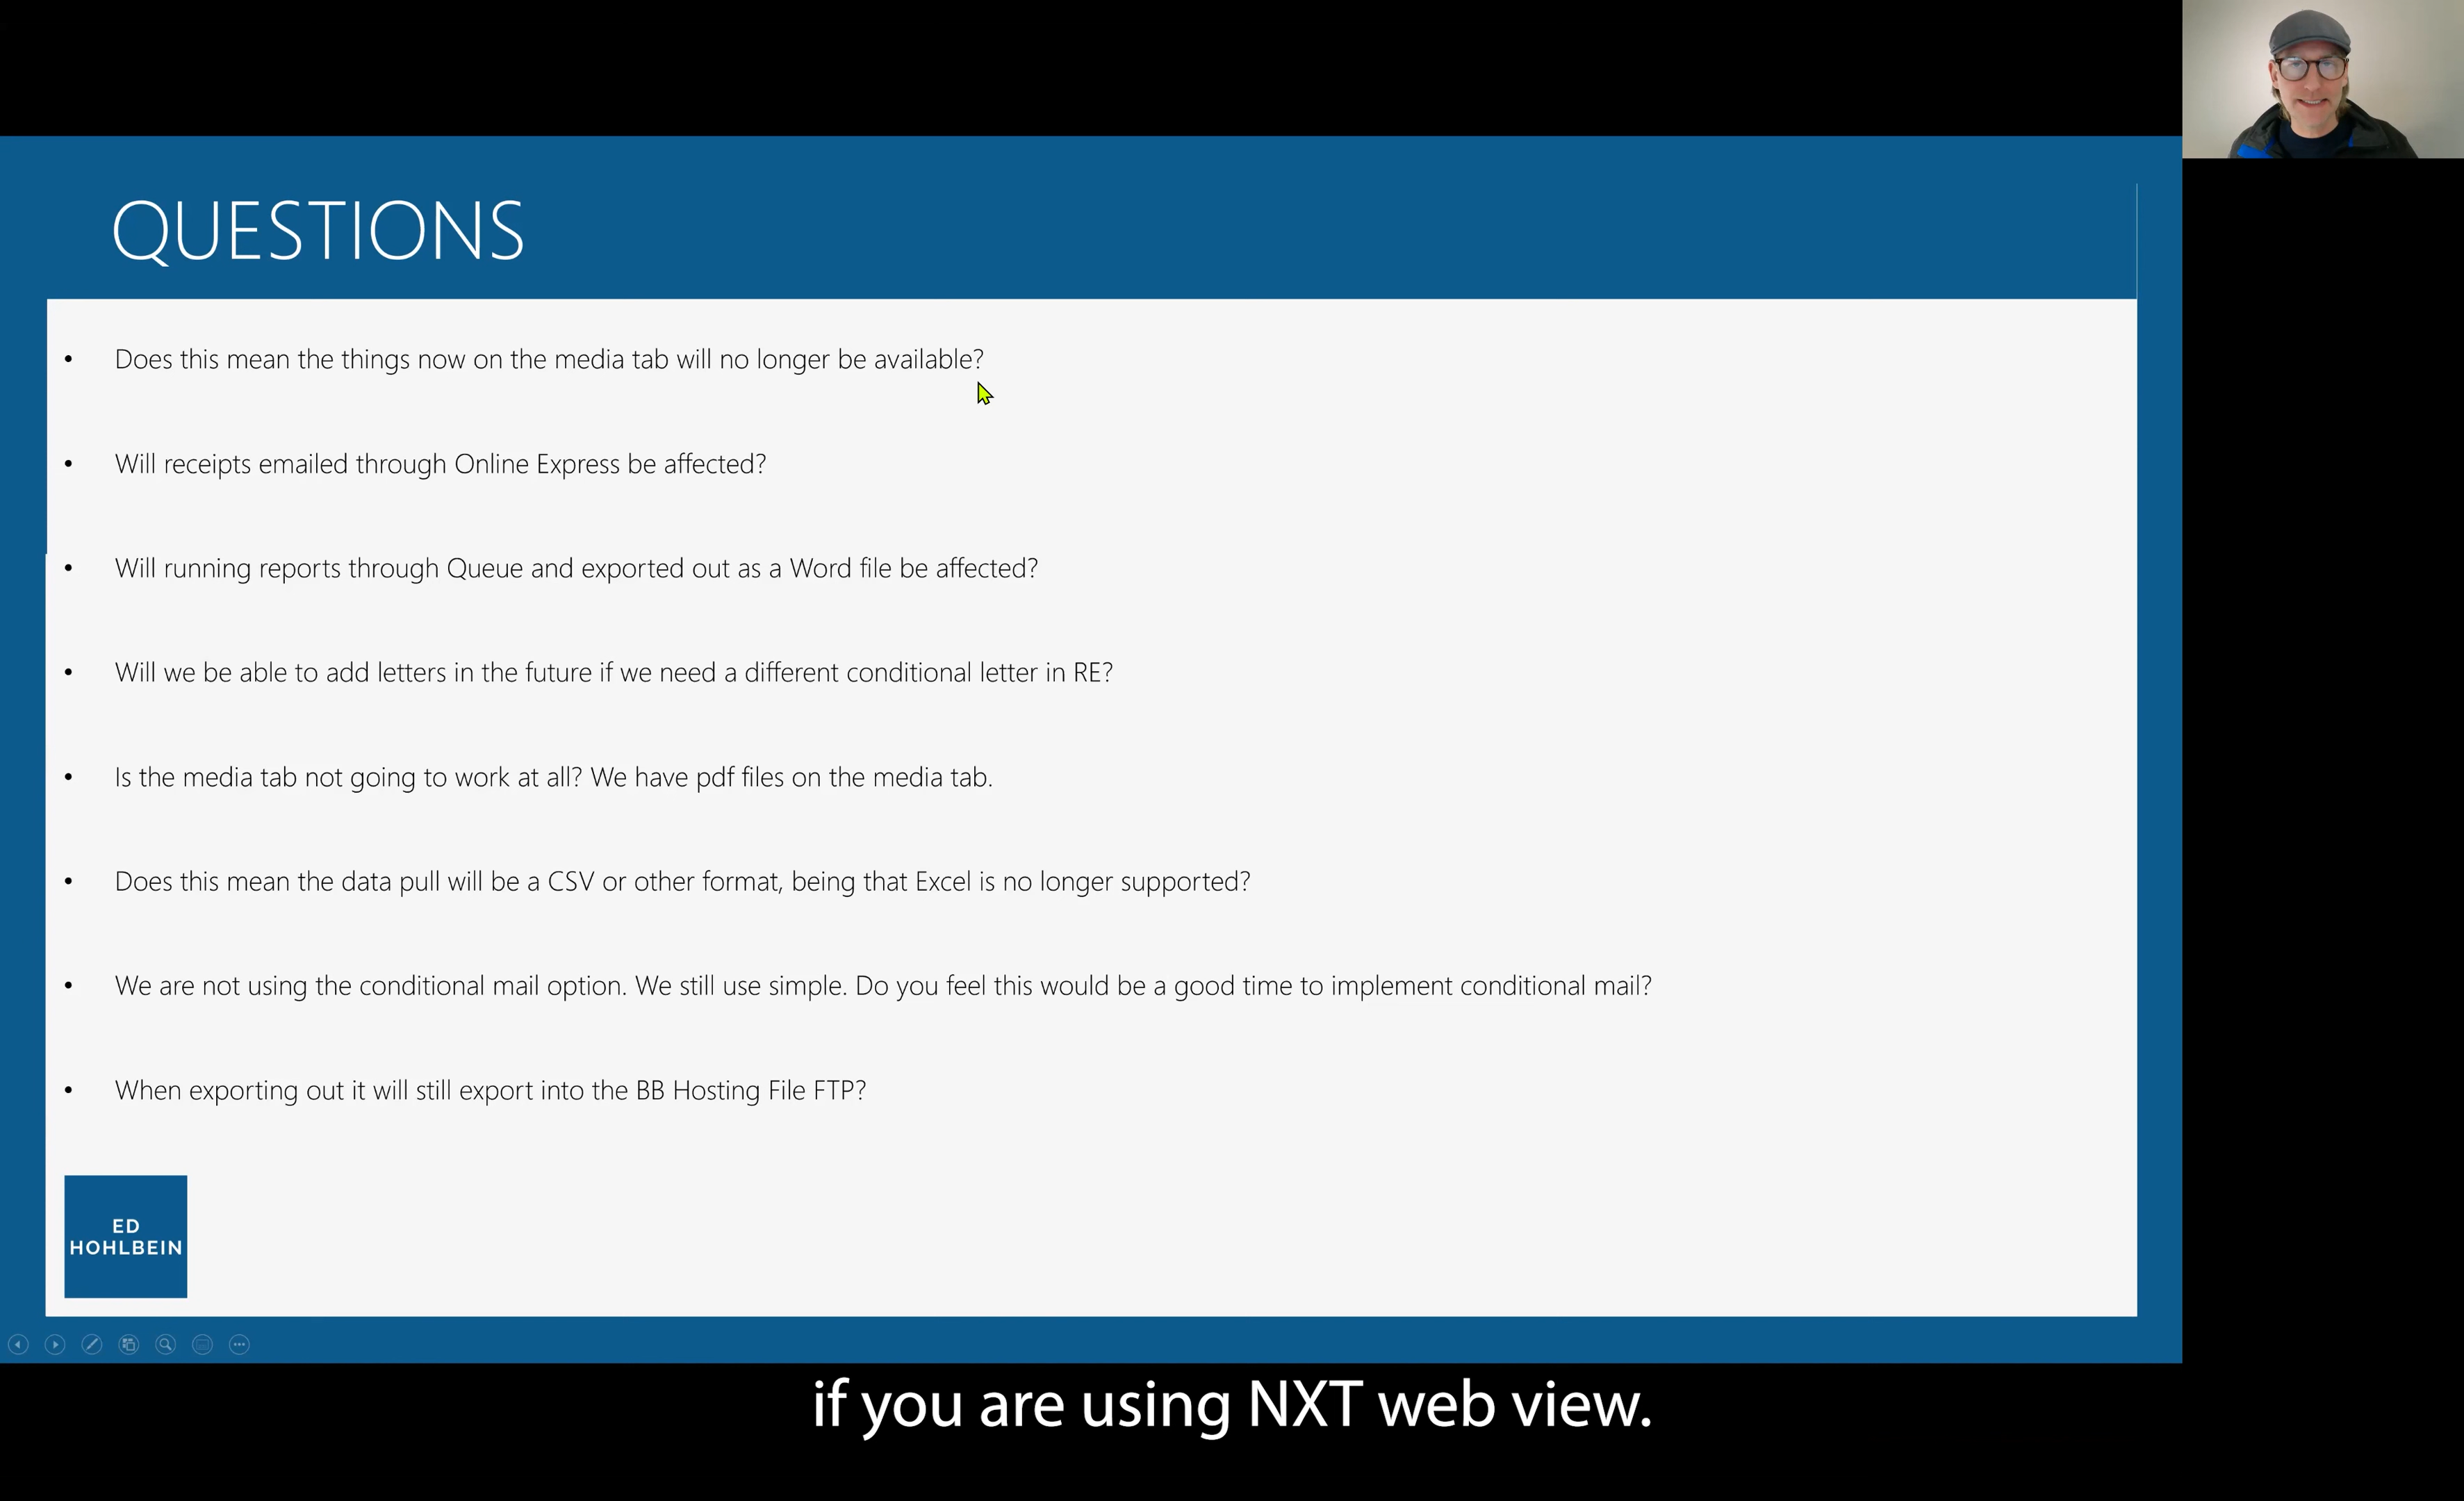 QUESTIONS
• Does this mean the things now on the media tab will no longer be available?
• Will receipts emailed through Online Express be affected?
• Will running reports through Queue and exported out as a Word file be affected?
• Will we be able to add letters in the future if we need a different conditional letter in RE?
• Is the media tab not going to work at all? We have pdf files on the media tab.
• Does this mean the data pull will be a CSV or other format, being that Excel is no longer supported?
• We are not using the conditional mail option. We still use simple. Do you feel this would be a good time to implement conditional mail?
• When exporting out it will still export into the BB Hosting File FTP?
ED
HOHLBEIN
if you are using NXT web view.